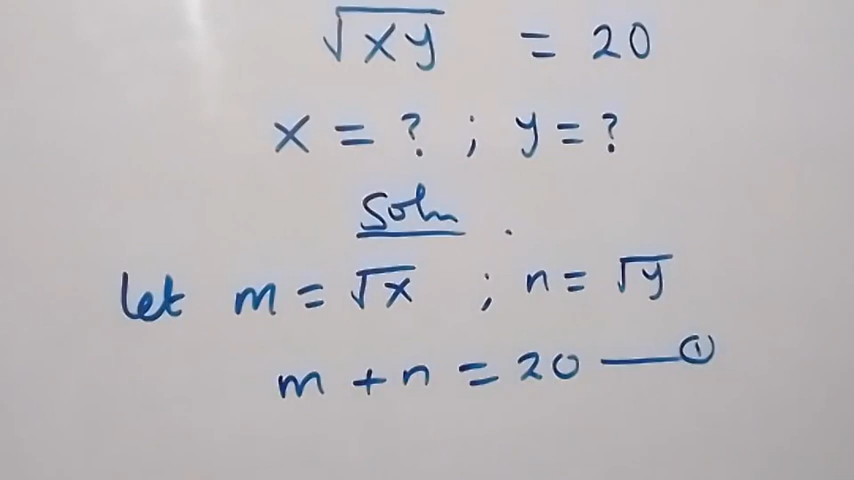 √xy = 20
x = ? ; y = ?
Soln.
let m = √x ; n = √y
m + n = 20 —①